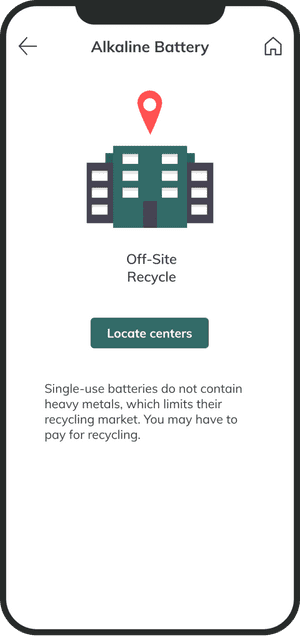 Alkaline Battery
Off-Site
Recycle
Locate centers
Single-use batteries do not contain
heavy metals, which limits their
recycling market. You may have to
pay for recycling.